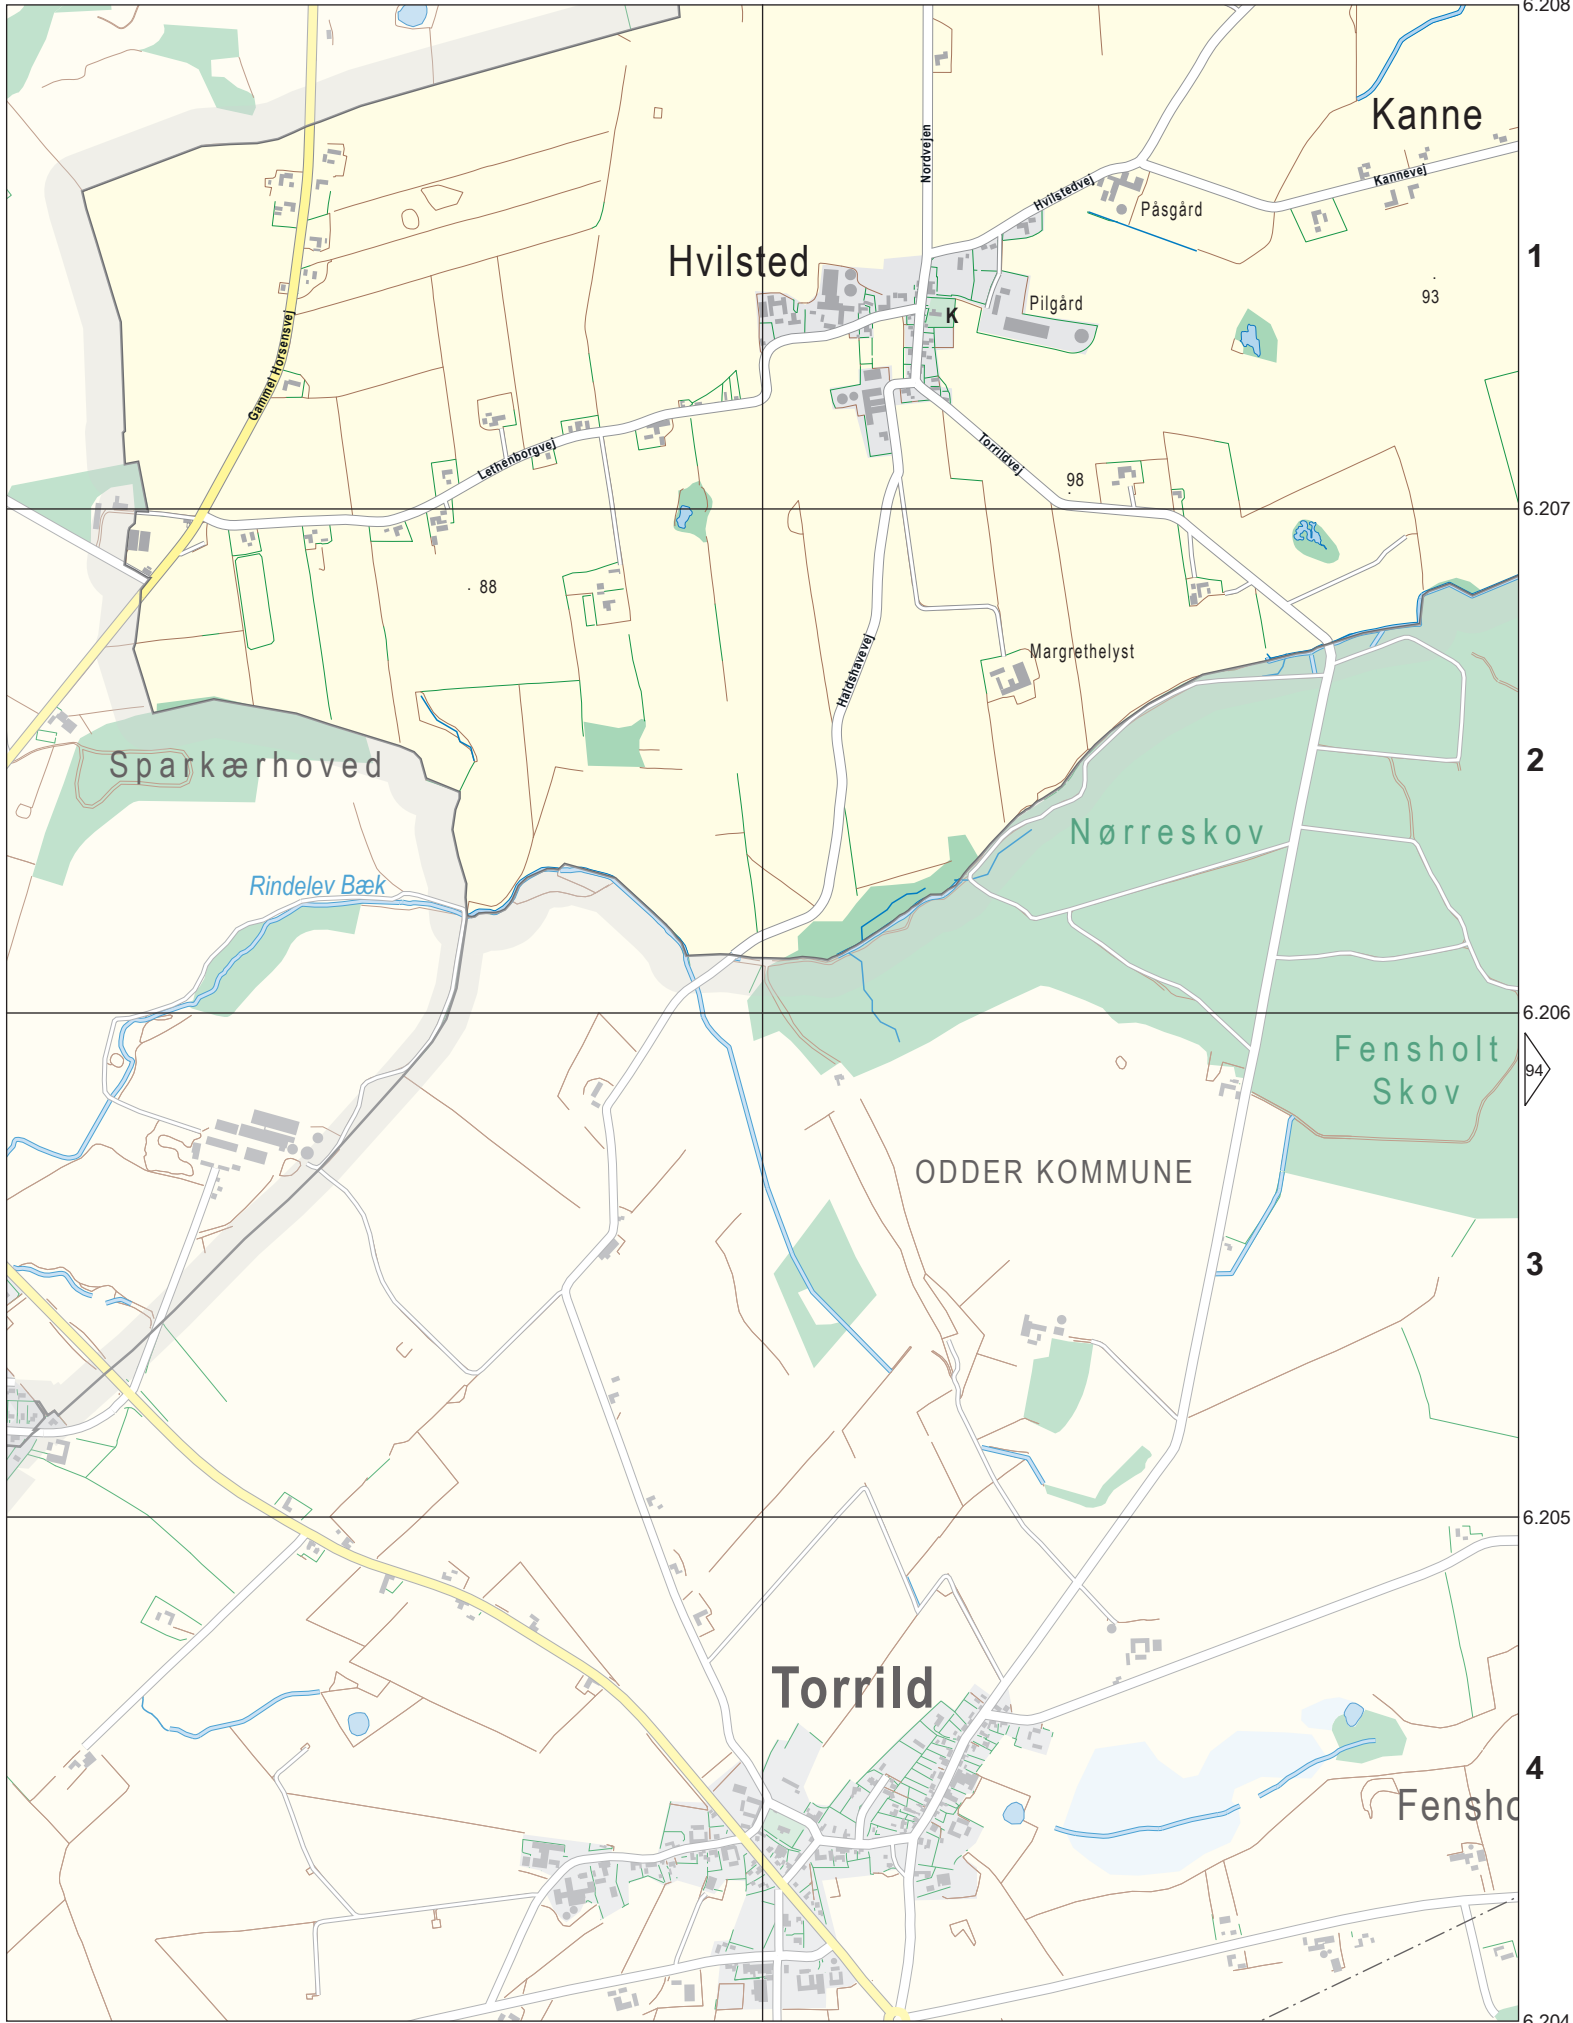 6.208
Kanne
Nordvejen
Hvilstedvej
Kannevej
Påsgård
Hvilsted
1
93
Pilgård
K
Gammel Horsensvej
Lethenborgvej
Torrildvej
98
6.207
88
Haldshavevej
Margrethelyst
Sparkærhoved
2
Nørreskov
Rindelev Bæk
6.206
Fensholt
Skov
94
ODDER KOMMUNE
3
6.205
Torrild
4
Fensho
6.204